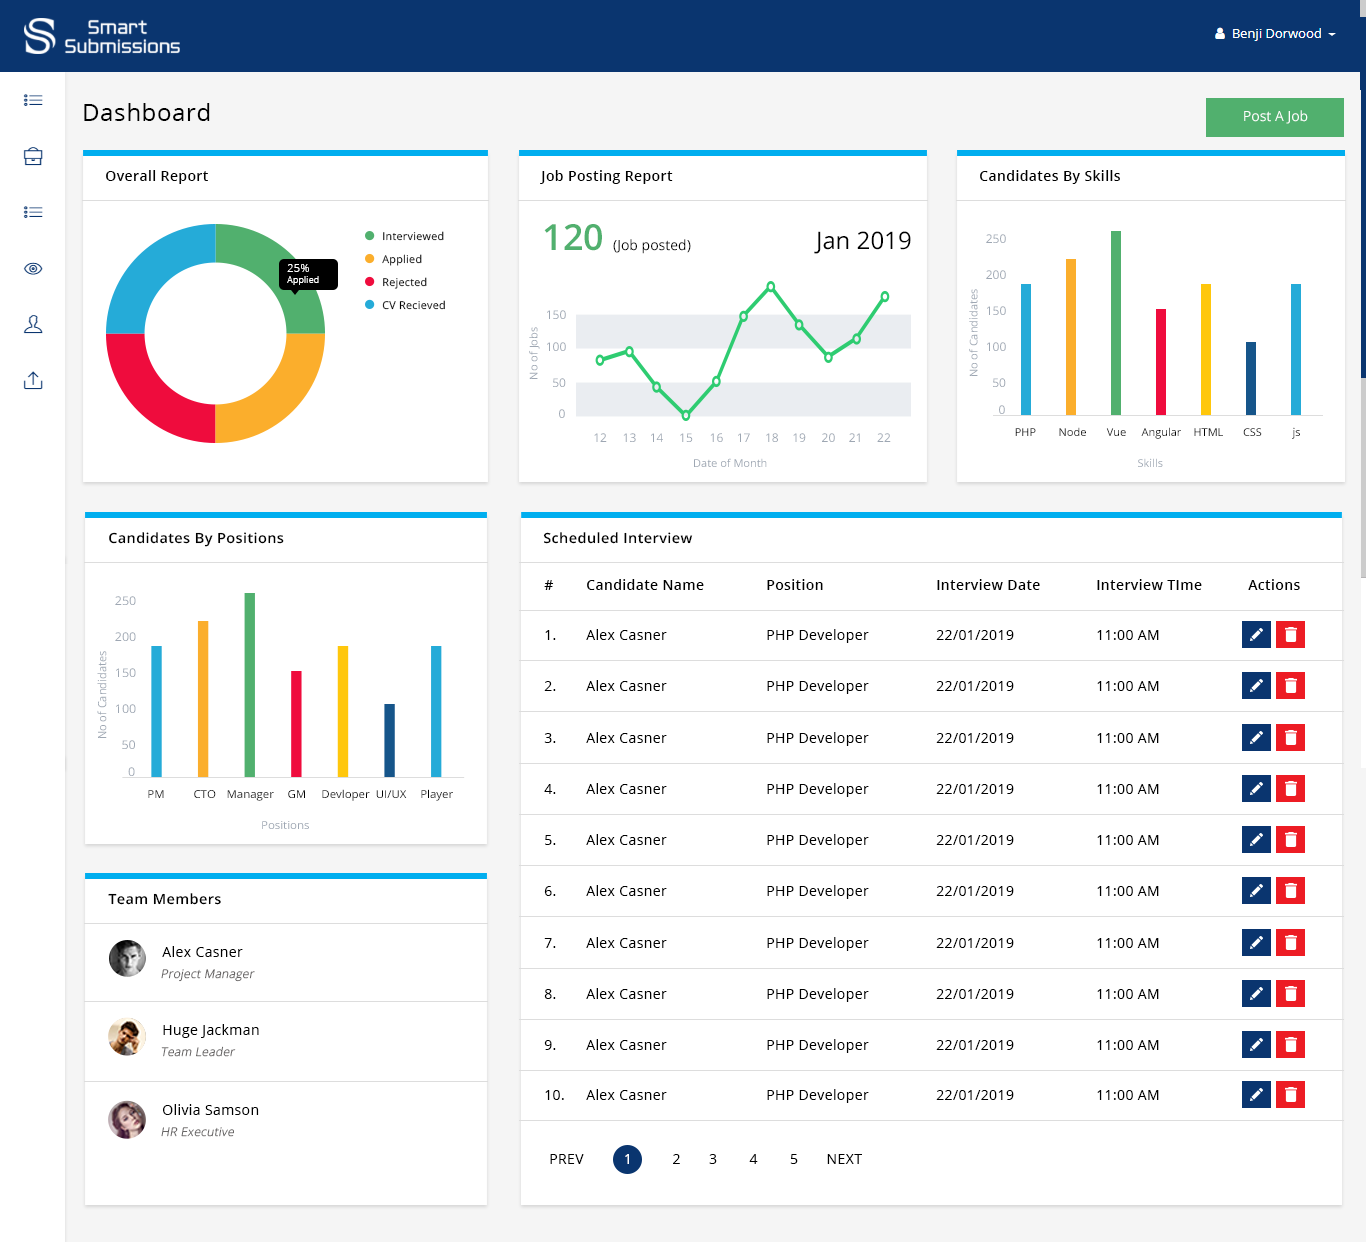 Smart
Submissions
Benji Dorwood
Dashboard
Post A Job
Overall Report
25%
Applied
Interviewed
Applied
Rejected
CV Recieved
Job Posting Report
120 (Job posted)
Jan 2019
No of Jobs
150
100
50
0
12 13 14 15 16 17 18 19 20 21 22
Date of Month
Candidates By Skills
No of Candidates
250
200
150
100
50
0
PHP Node Vue Angular HTML CSS js
Skills
Candidates By Positions
No of Candidates
250
200
150
100
50
0
PM CTO Manager GM Devloper UI/UX Player
Positions
Scheduled Interview
# Candidate Name Position Interview Date Interview TIme Actions
1. Alex Casner PHP Developer 22/01/2019 11:00 AM
2. Alex Casner PHP Developer 22/01/2019 11:00 AM
3. Alex Casner PHP Developer 22/01/2019 11:00 AM
4. Alex Casner PHP Developer 22/01/2019 11:00 AM
5. Alex Casner PHP Developer 22/01/2019 11:00 AM
6. Alex Casner PHP Developer 22/01/2019 11:00 AM
7. Alex Casner PHP Developer 22/01/2019 11:00 AM
8. Alex Casner PHP Developer 22/01/2019 11:00 AM
9. Alex Casner PHP Developer 22/01/2019 11:00 AM
10. Alex Casner PHP Developer 22/01/2019 11:00 AM
PREV 1 2 3 4 5 NEXT
Team Members
Alex Casner
Project Manager
Huge Jackman
Team Leader
Olivia Samson
HR Executive